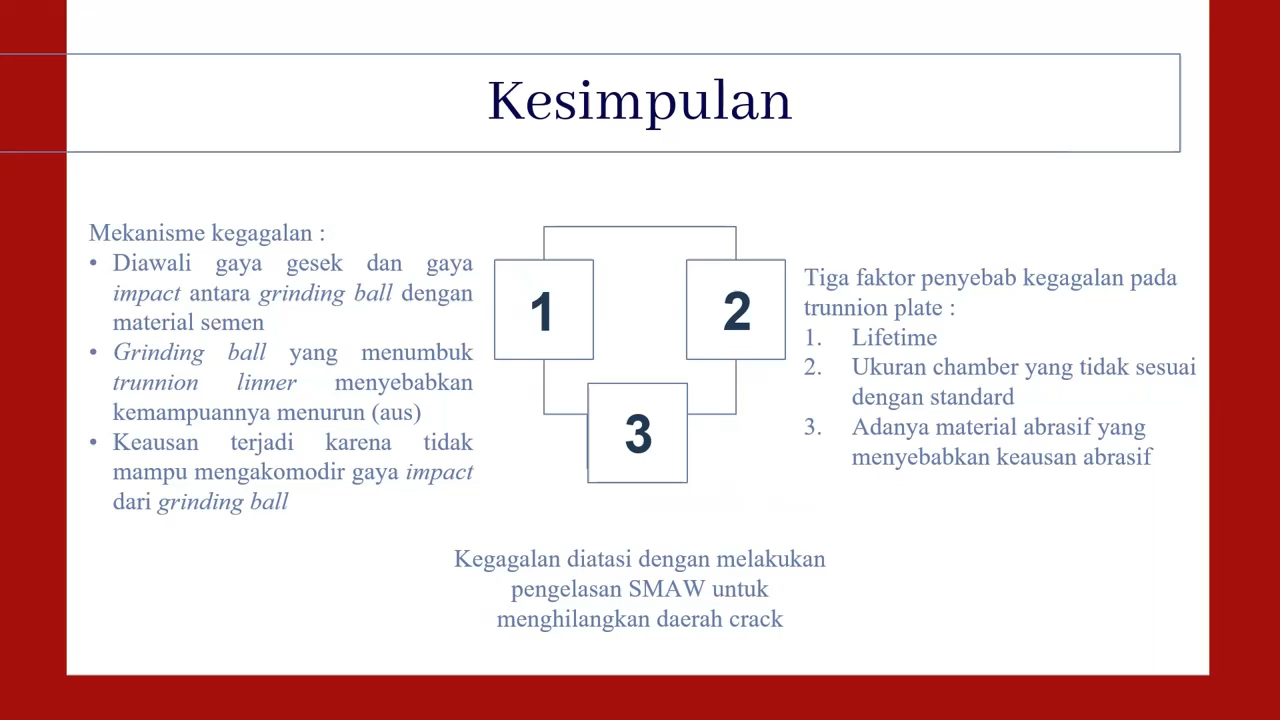 Kesimpulan
Mekanisme kegagalan :
• Diawali gaya gesek dan gaya
impact antara grinding ball dengan
material semen
• Grinding ball yang menumbuk
trunnion linner menyebabkan
kemampuannya menurun (aus)
• Keausan terjadi karena tidak
mampu mengakomodir gaya impact
dari grinding ball
1
2
3
Tiga faktor penyebab kegagalan pada
trunnion plate :
1. Lifetime
2. Ukuran chamber yang tidak sesuai
dengan standard
3. Adanya material abrasif yang
menyebabkan keausan abrasif
Kegagalan diatasi dengan melakukan
pengelasan SMAW untuk
menghilangkan daerah crack